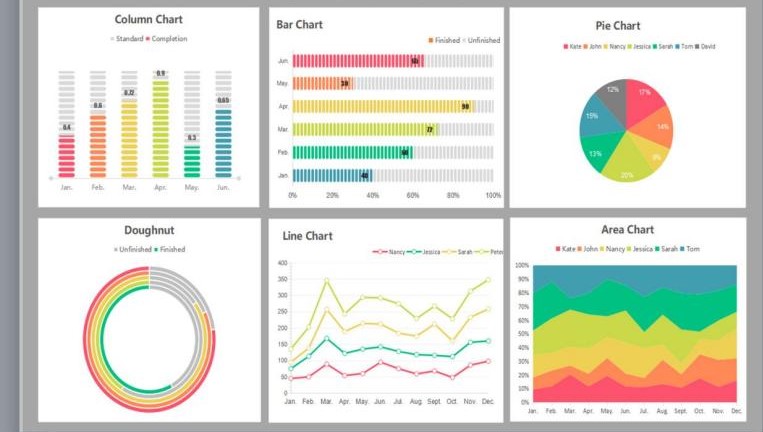 Column Chart
Standard Completion
0.4
0.6
0.72
0.9
0.3
0.65
Jan. Feb. Mar. Apr. May. Jun.
Bar Chart
Finished Unfinished
Jun.
May.
Apr.
Mar.
Feb.
Jan.
65
30
90
72
0% 20% 40% 60% 80% 100%
Pie Chart
Kate John Nancy Jessica Sarah Tom David
17%
14%
9%
20%
13%
15%
12%
Doughnut
Unfinished Finished
Line Chart
Nancy Jessica Sarah Peter
400
350
300
250
200
150
100
50
0
Jan. Feb. Mar. Apr. May. Jun. Jul. Aug Sept. Oct. Nov. Dec.
Area Chart
Kate John Nancy Jessica Sarah Tom
100%
90%
80%
70%
60%
50%
40%
30%
20%
10%
0%
Jan. Feb. Mar. Apr. May. Jun. Jul. Aug. Sept. Oct. Nov. Dec.